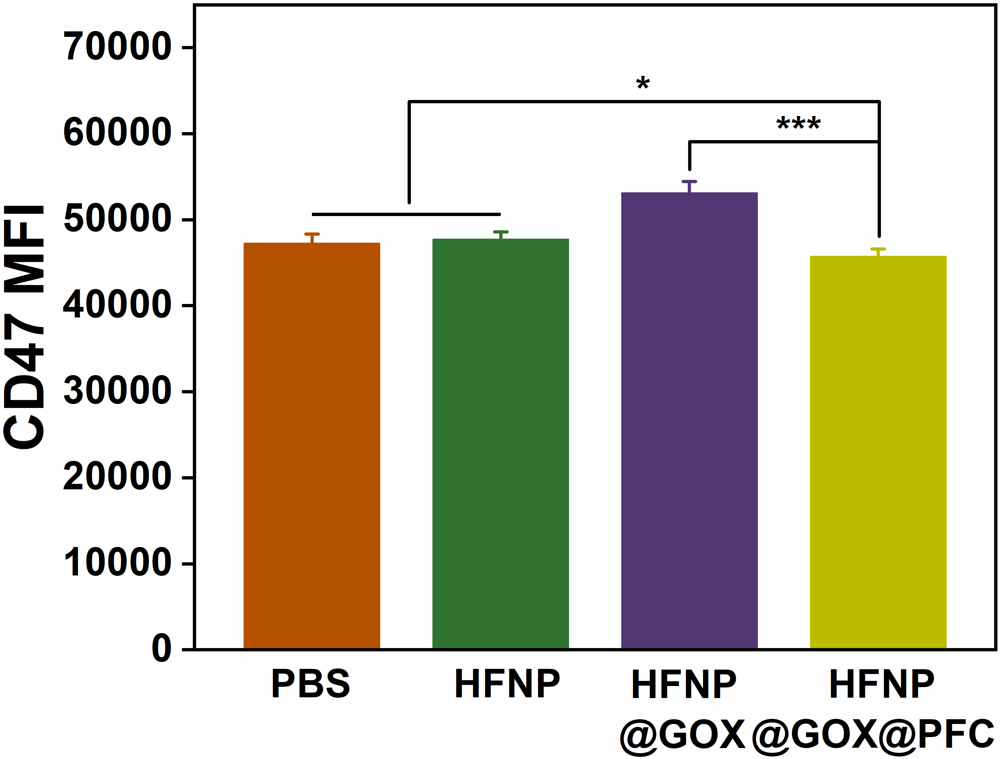 70000
60000
50000
40000
30000
20000
10000
0
CD47 MFI
*
***
PBS
HFNP
HFNP
@GOX
HFNP
@GOX@PFC